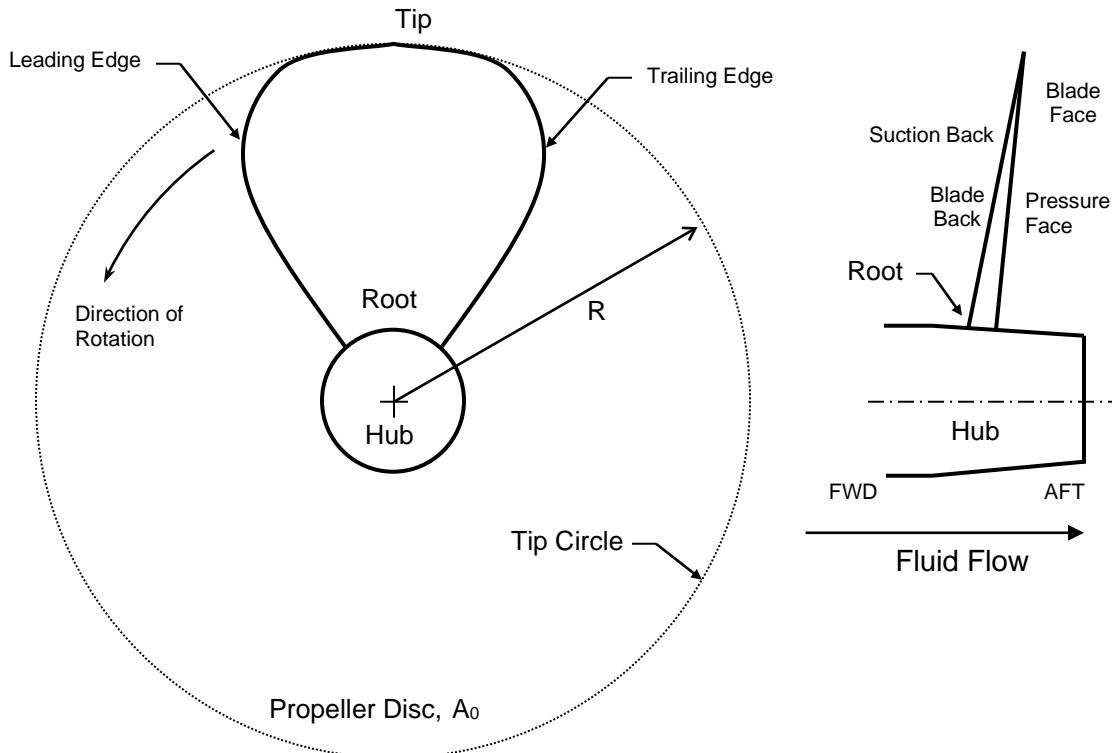 Tip
Leading Edge
Trailing Edge
Direction of
Rotation
Root
R
Hub
Tip Circle
Propeller Disc, A₀
Blade
Face
Suction Back
Blade
Back
Pressure
Face
Root
Hub
FWD
AFT
Fluid Flow